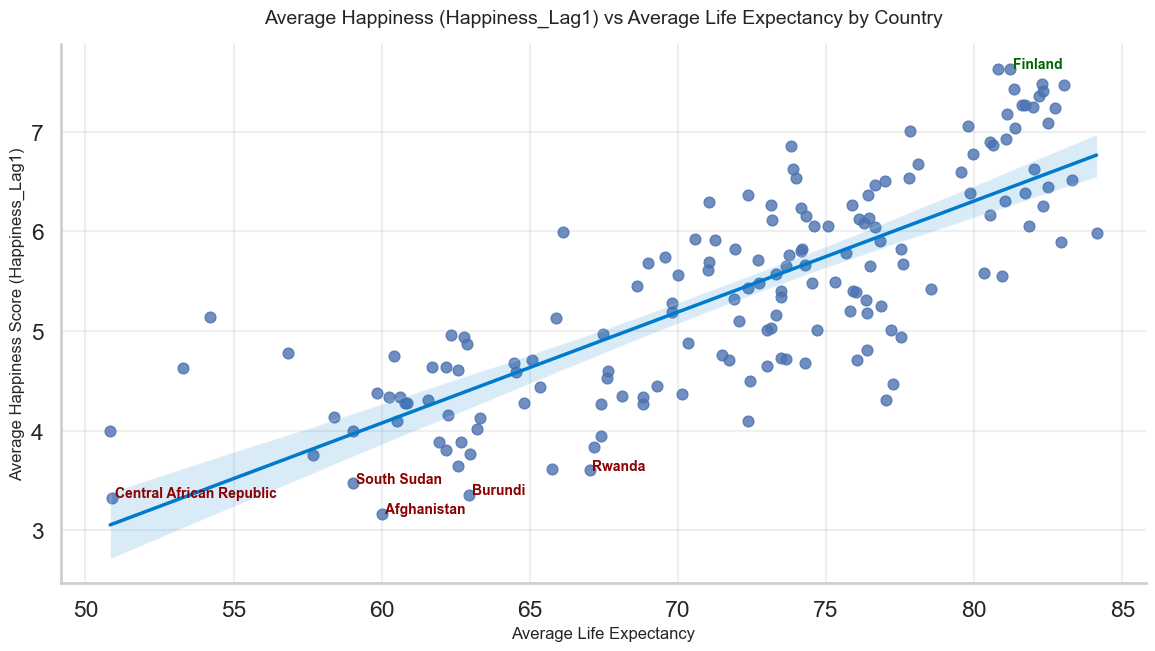 Average Happiness (Happiness_Lag1) vs Average Life Expectancy by Country
Average Happiness Score (Happiness_Lag1)
7
6
5
4
3
Finland
Rwanda
South Sudan
Burundi
Central African Republic
Afghanistan
50 55 60 65 70 75 80 85
Average Life Expectancy